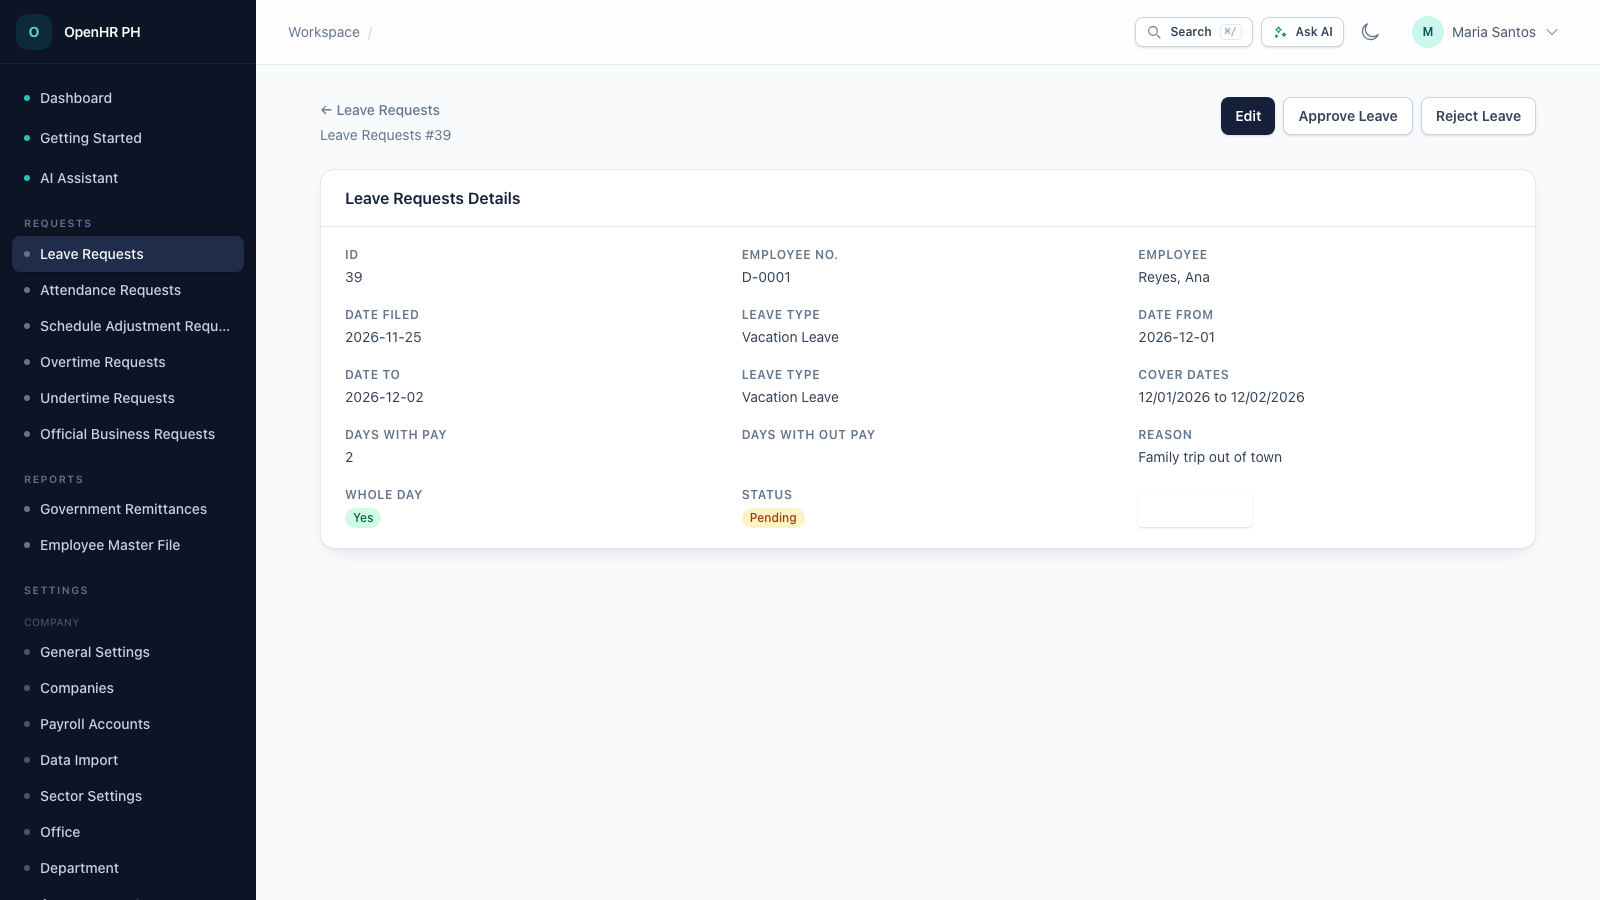 O
OpenHR PH
Workspace /
Search ⌘/
Ask AI
M
Maria Santos
Dashboard
Getting Started
AI Assistant
REQUESTS
Leave Requests
Attendance Requests
Schedule Adjustment Requ...
Overtime Requests
Undertime Requests
Official Business Requests
REPORTS
Government Remittances
Employee Master File
SETTINGS
COMPANY
General Settings
Companies
Payroll Accounts
Data Import
Sector Settings
Office
Department
← Leave Requests
Leave Requests #39
Edit
Approve Leave
Reject Leave
Leave Requests Details
ID
39
EMPLOYEE NO.
D-0001
EMPLOYEE
Reyes, Ana
DATE FILED
2026-11-25
LEAVE TYPE
Vacation Leave
DATE FROM
2026-12-01
DATE TO
2026-12-02
LEAVE TYPE
Vacation Leave
COVER DATES
12/01/2026 to 12/02/2026
DAYS WITH PAY
2
DAYS WITH OUT PAY
REASON
Family trip out of town
WHOLE DAY
Yes
STATUS
Pending